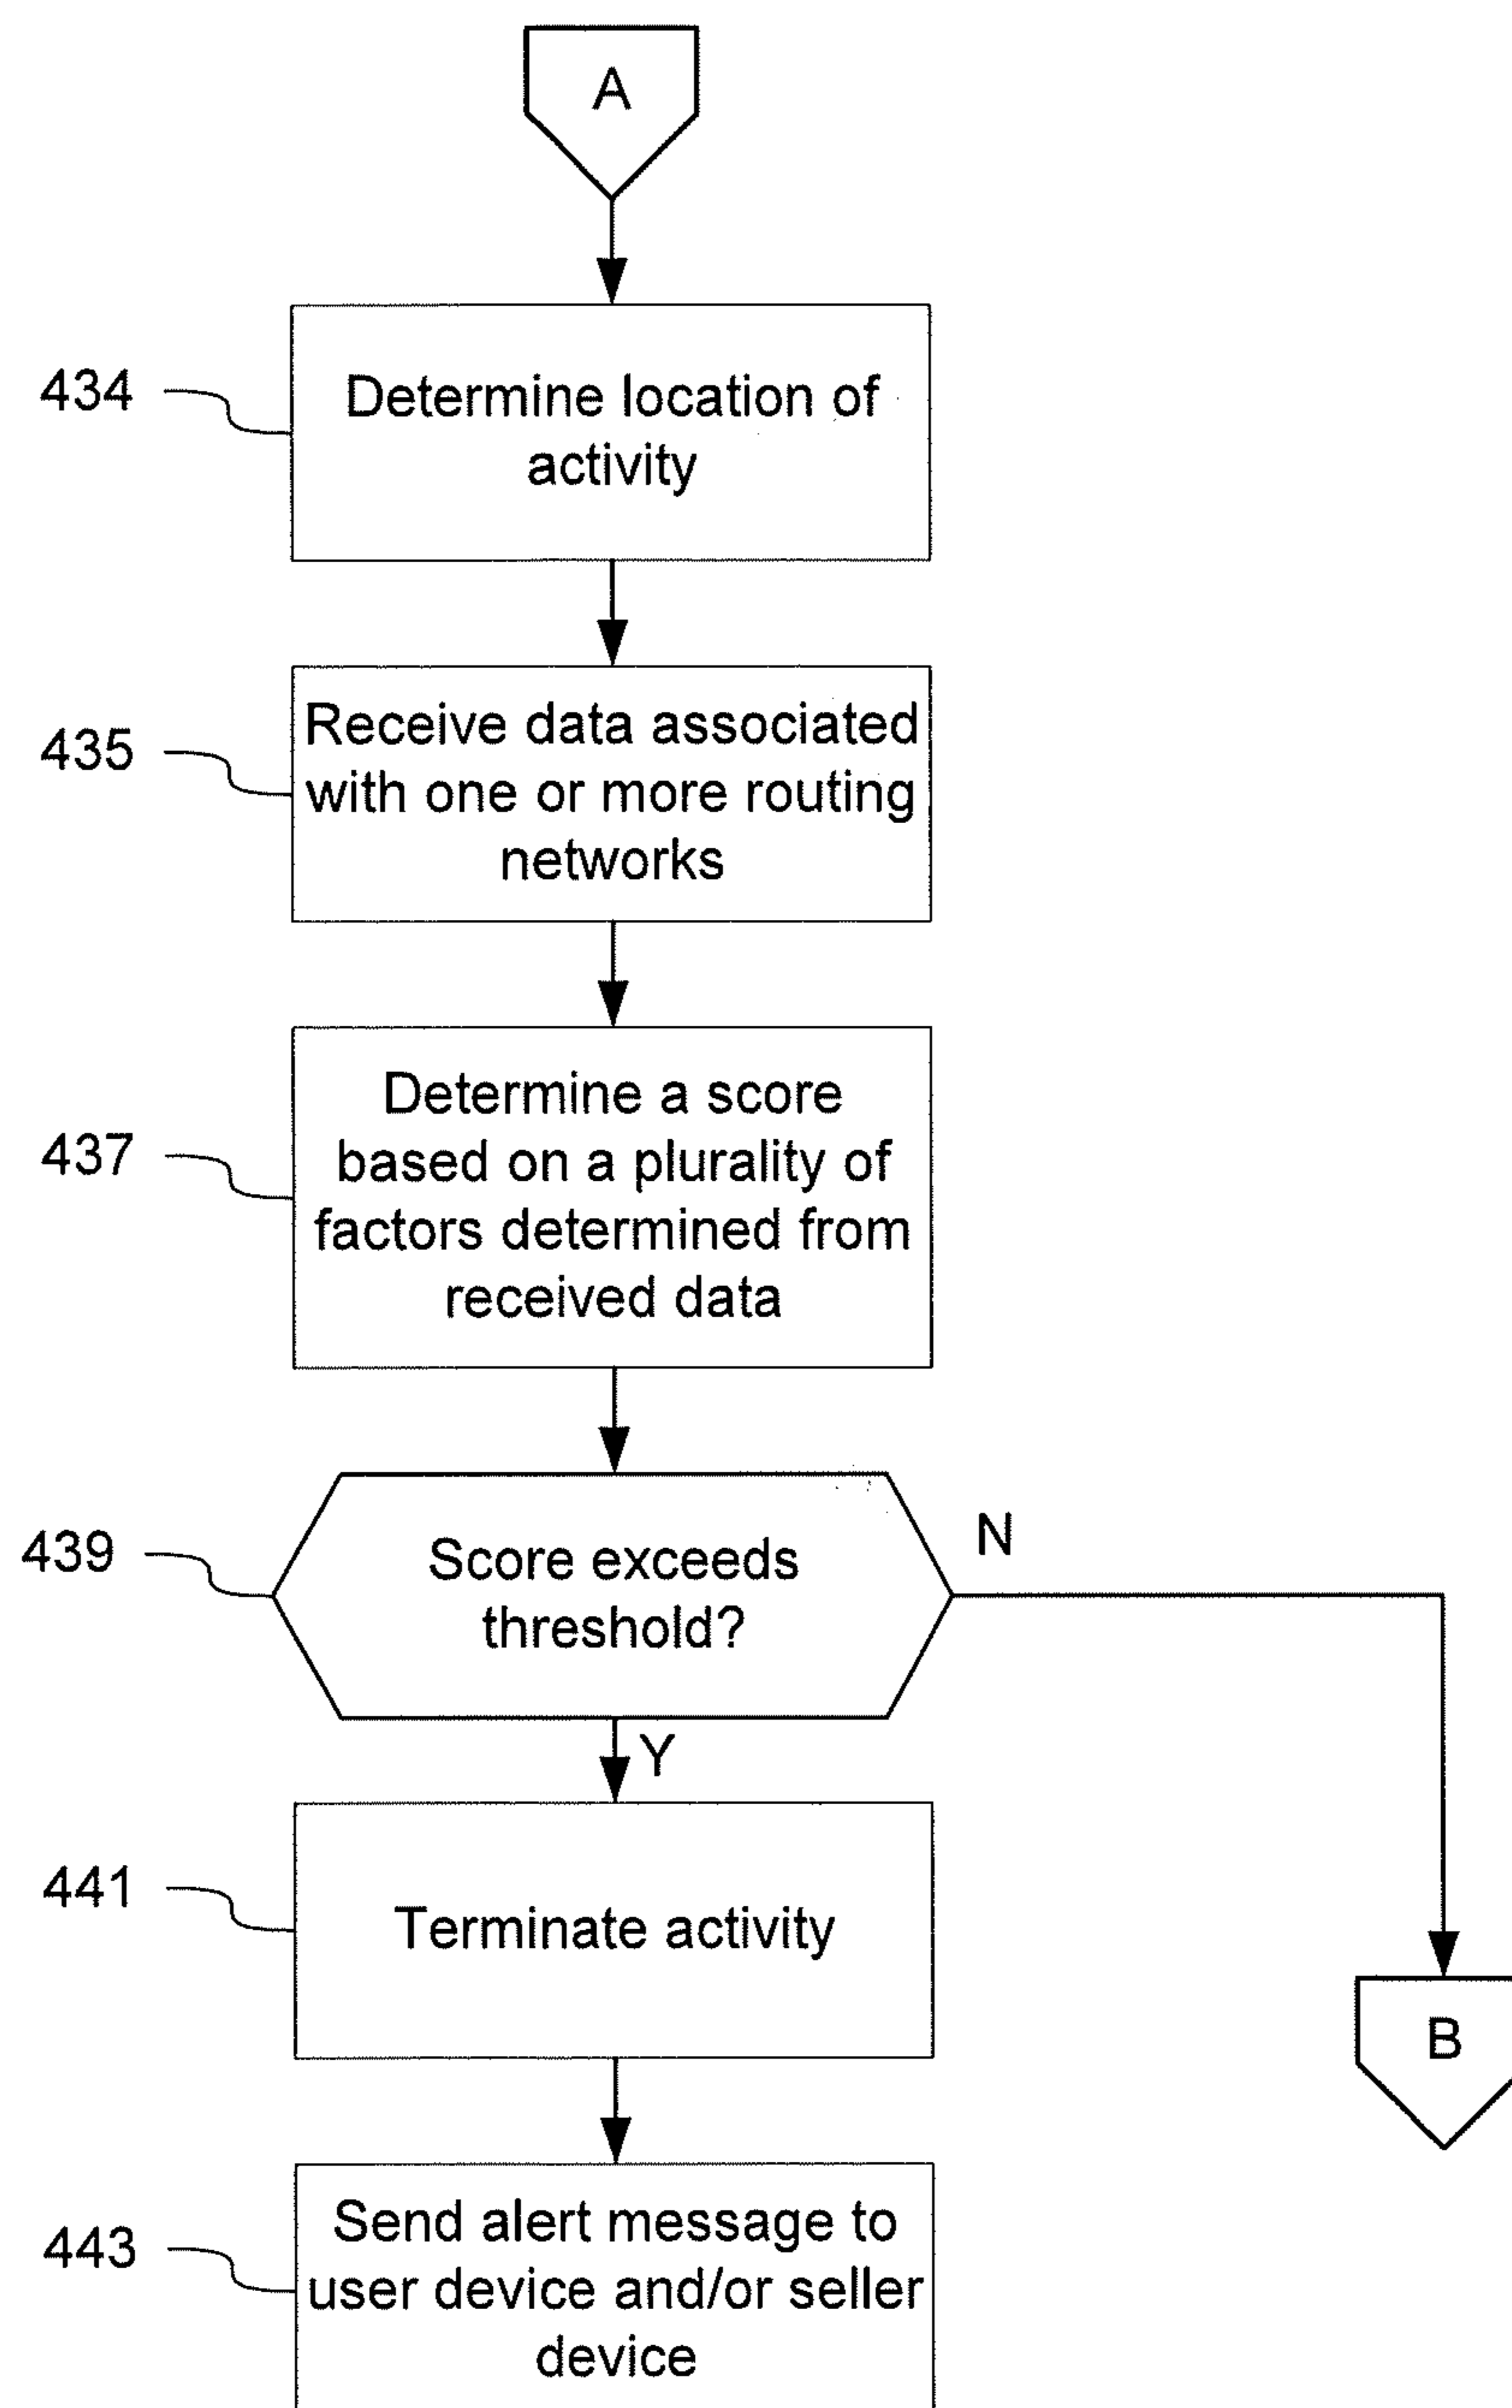 A
434
Determine location of
activity
435
Receive data associated
with one or more routing
networks
437
Determine a score
based on a plurality of
factors determined from
received data
439
Score exceeds
threshold?
N
Y
441
Terminate activity
B
443
Send alert message to
user device and/or seller
device